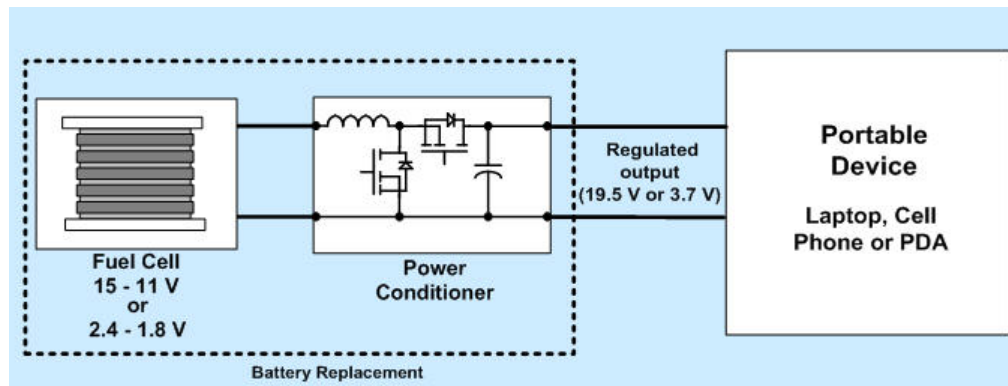 Fuel Cell
15 - 11 V
or
2.4 - 1.8 V
Power
Conditioner
Regulated
output
(19.5 V or 3.7 V)
Portable
Device
Laptop, Cell
Phone or PDA
Battery Replacement